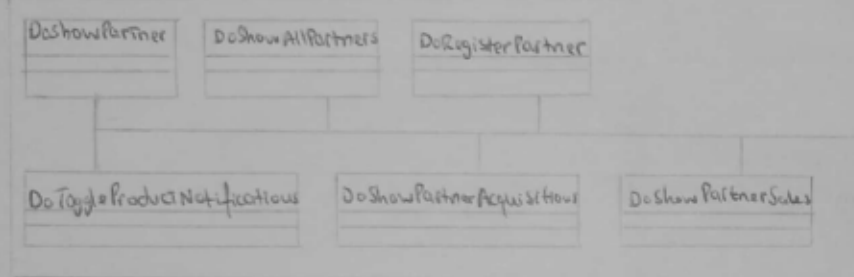 DoShowPartner
DoShowAllPartners
DoRegisterPartner
DoToggleProductNotifications
DoShowPartnerAcquisitions
DoShowPartnerSales